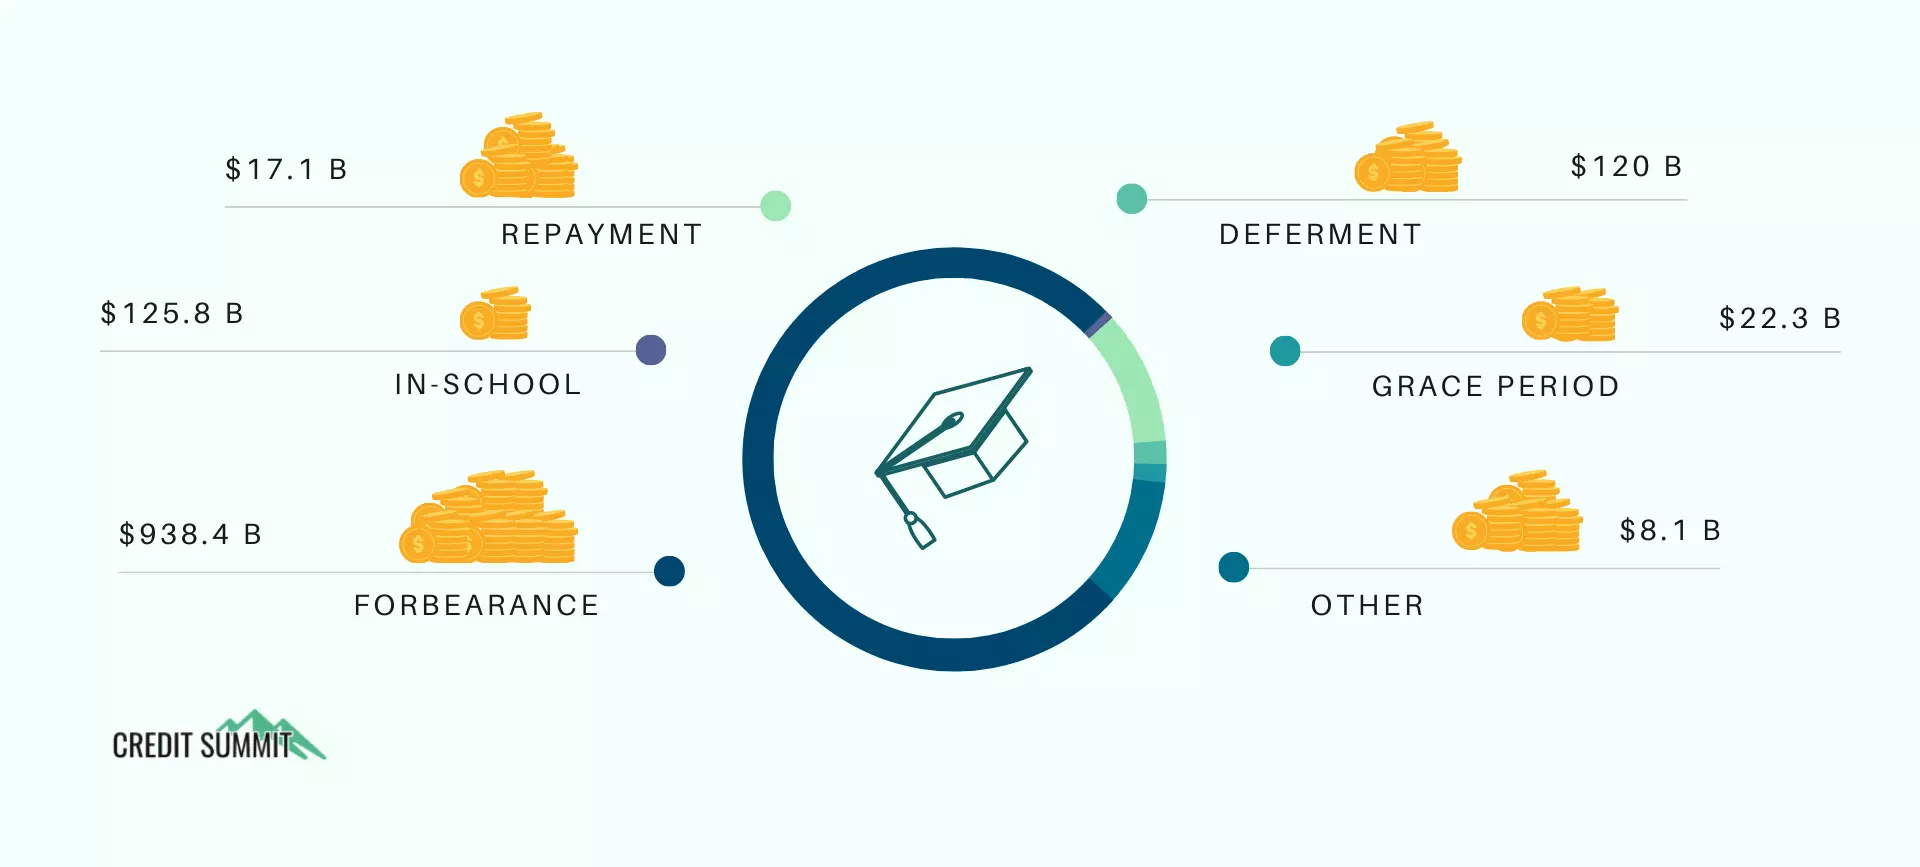 $17.1 B
REPAYMENT
$125.8 B
IN-SCHOOL
$938.4 B
FORBEARANCE
$120 B
DEFERMENT
$22.3 B
GRACE PERIOD
$8.1 B
OTHER
CREDIT SUMMIT